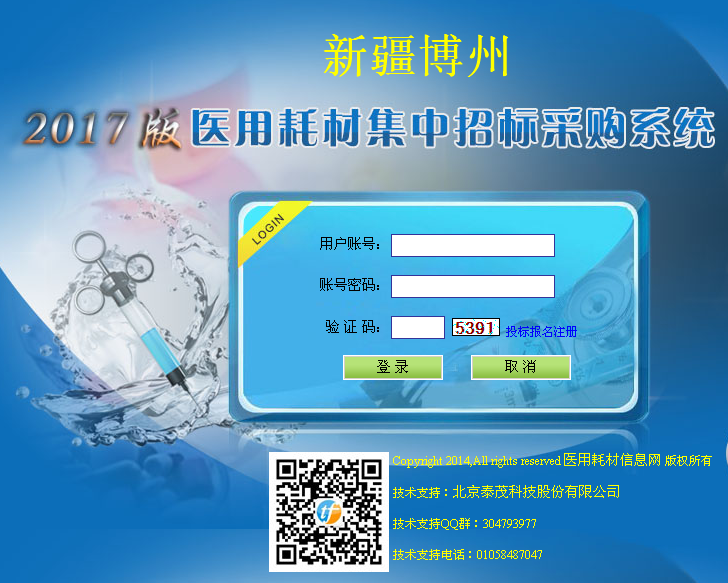 新疆博州
2017版 医用耗材集中招标采购系统
LOGIN
用户账号：
账号密码：
验 证 码： 5391 投标报名注册
登 录 取 消
Copyright 2014,All rights reserved 医用耗材信息网 版权所有
技术支持：北京泰茂科技股份有限公司
技术支持QQ群：304793977
技术支持电话：01058487047
tf